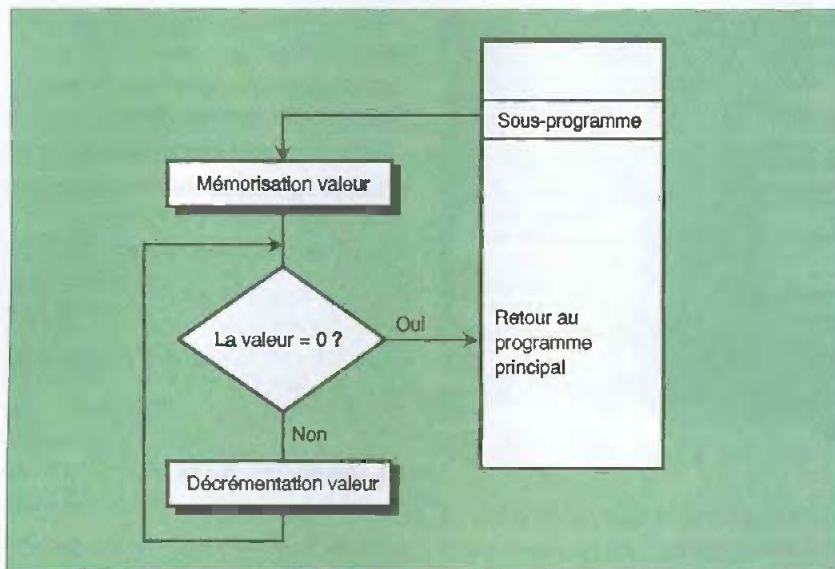 Sous-programme
Mémorisation valeur
La valeur = 0 ?
Oui
Retour au
programme
principal
Non
Décrémentation valeur